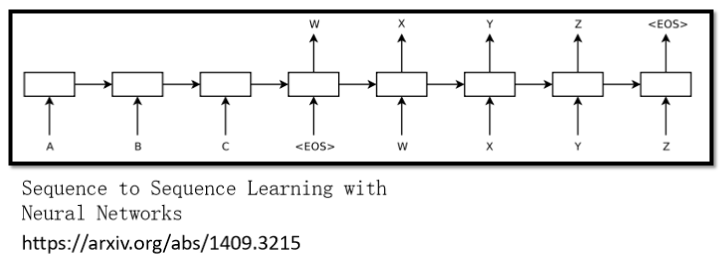 W X Y Z <EOS>
A B C <EOS> W X Y Z
Sequence to Sequence Learning with
Neural Networks
https://arxiv.org/abs/1409.3215